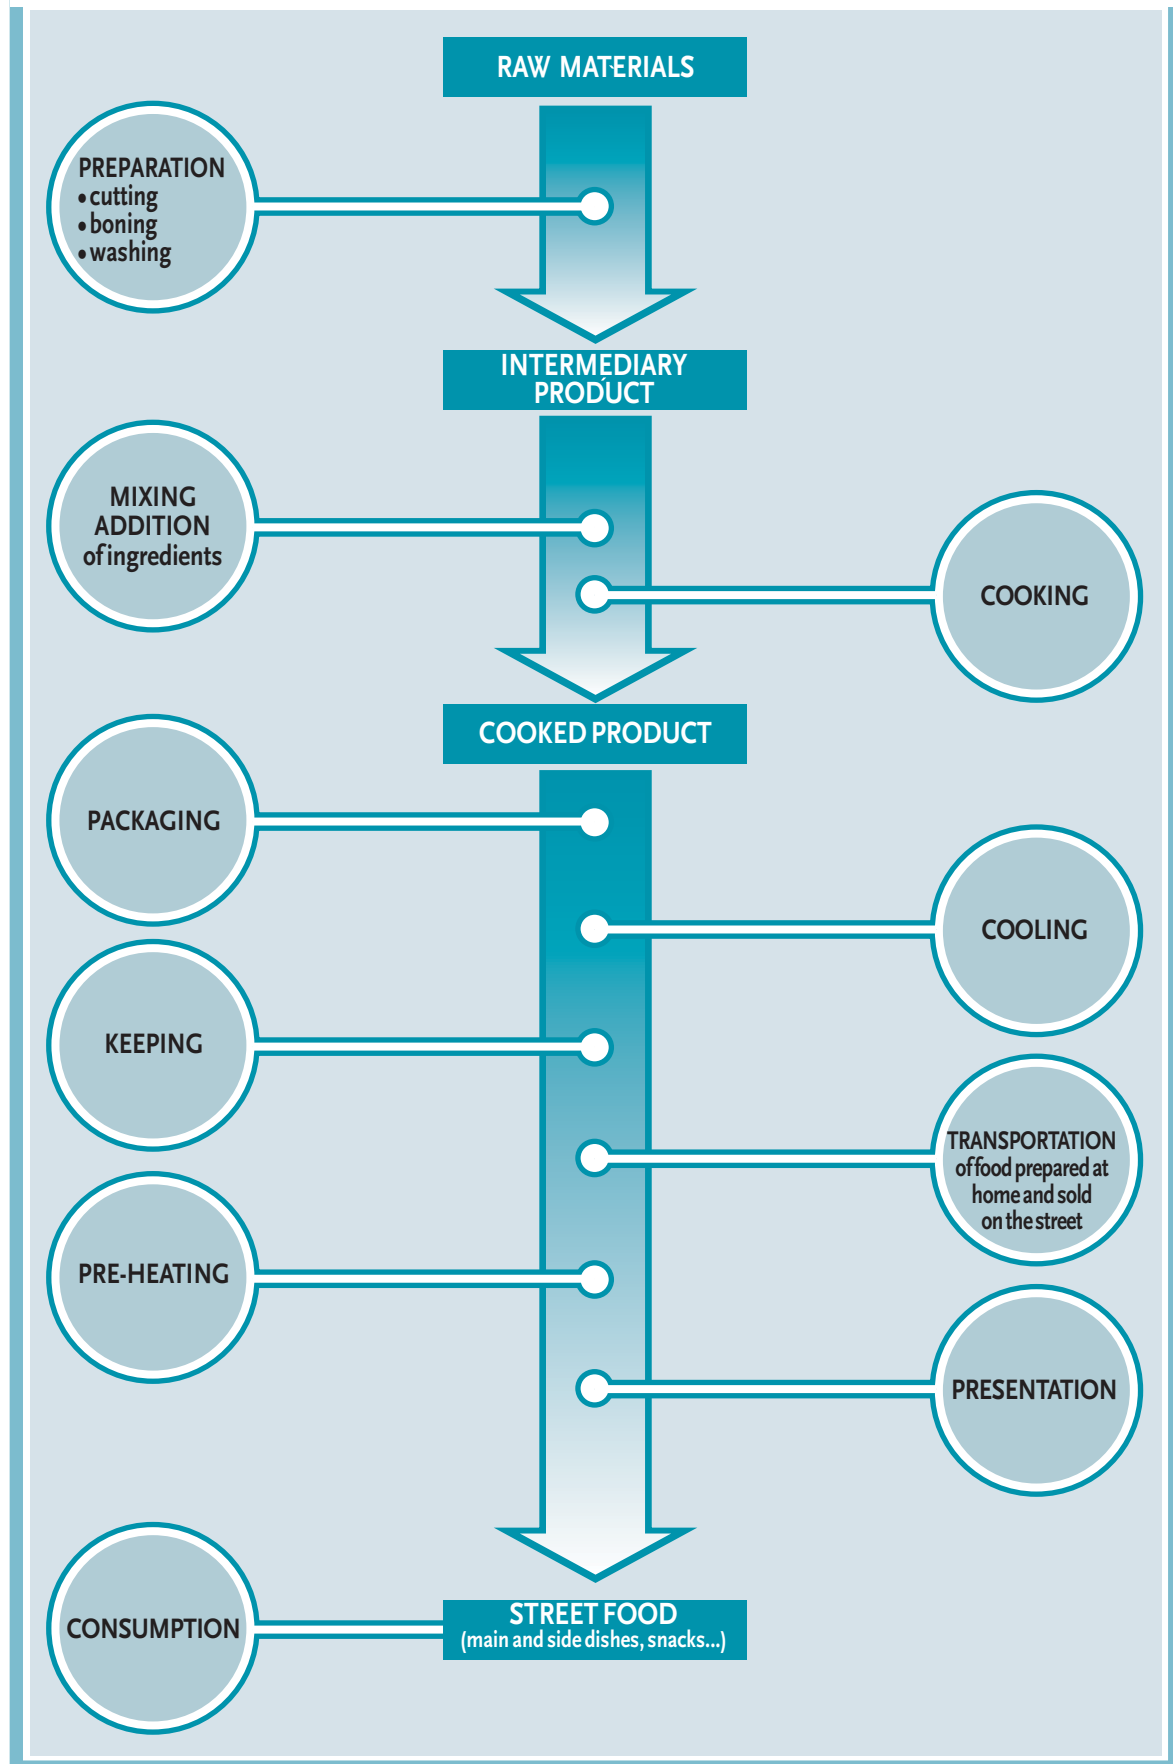 RAW MATERIALS
PREPARATION
• cutting
• boning
• washing
INTERMEDIARY
PRODUCT
MIXING
ADDITION
of ingredients
COOKING
COOKED PRODUCT
PACKAGING
COOLING
KEEPING
TRANSPORTATION
of food prepared at
home and sold
on the street
PRE-HEATING
PRESENTATION
CONSUMPTION
STREET FOOD
(main and side dishes, snacks...)